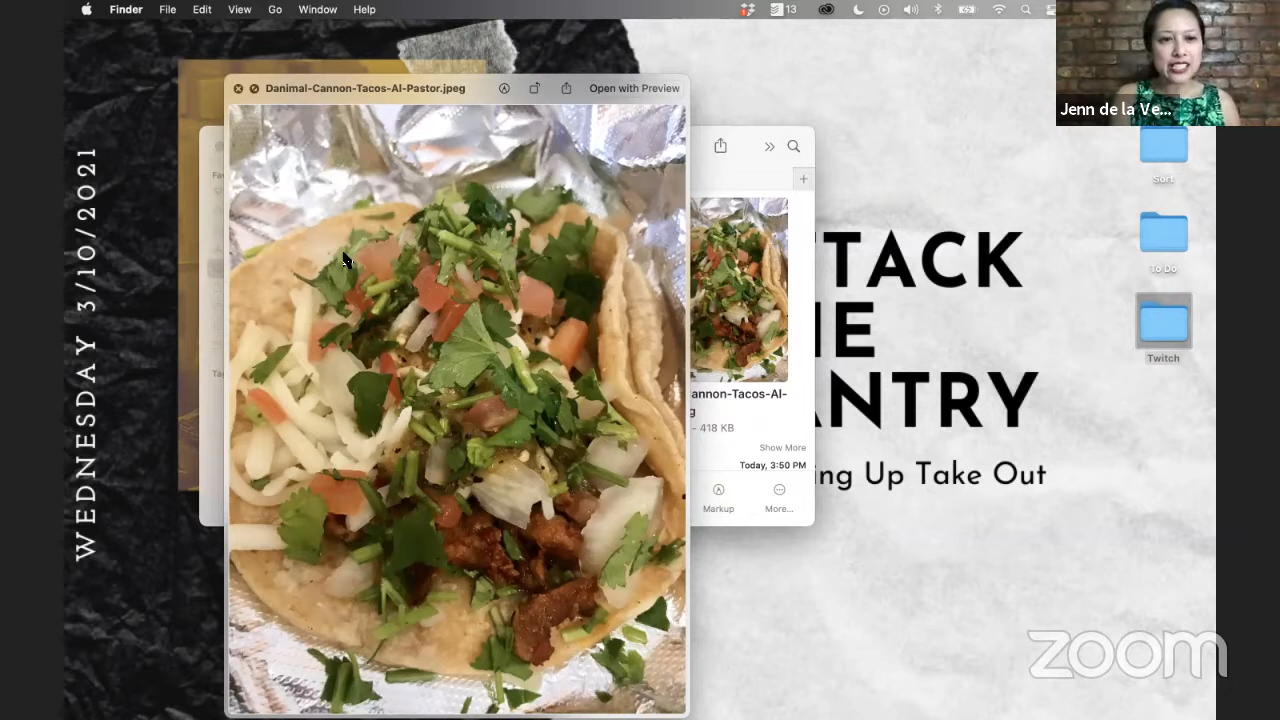 Finder File Edit View Go Window Help
13
Jenn de la Ve...
Danimal-Cannon-Tacos-Al-Pastor.jpeg
Open with Preview
WEDNESDAY 3/10/2021
TACK
ANTRY
ing Up Take Out
annon-Tacos-Al-
g
- 418 KB
Show More
Today, 3:50 PM
Markup
More...
Sort
To Do
Twitch
zoom